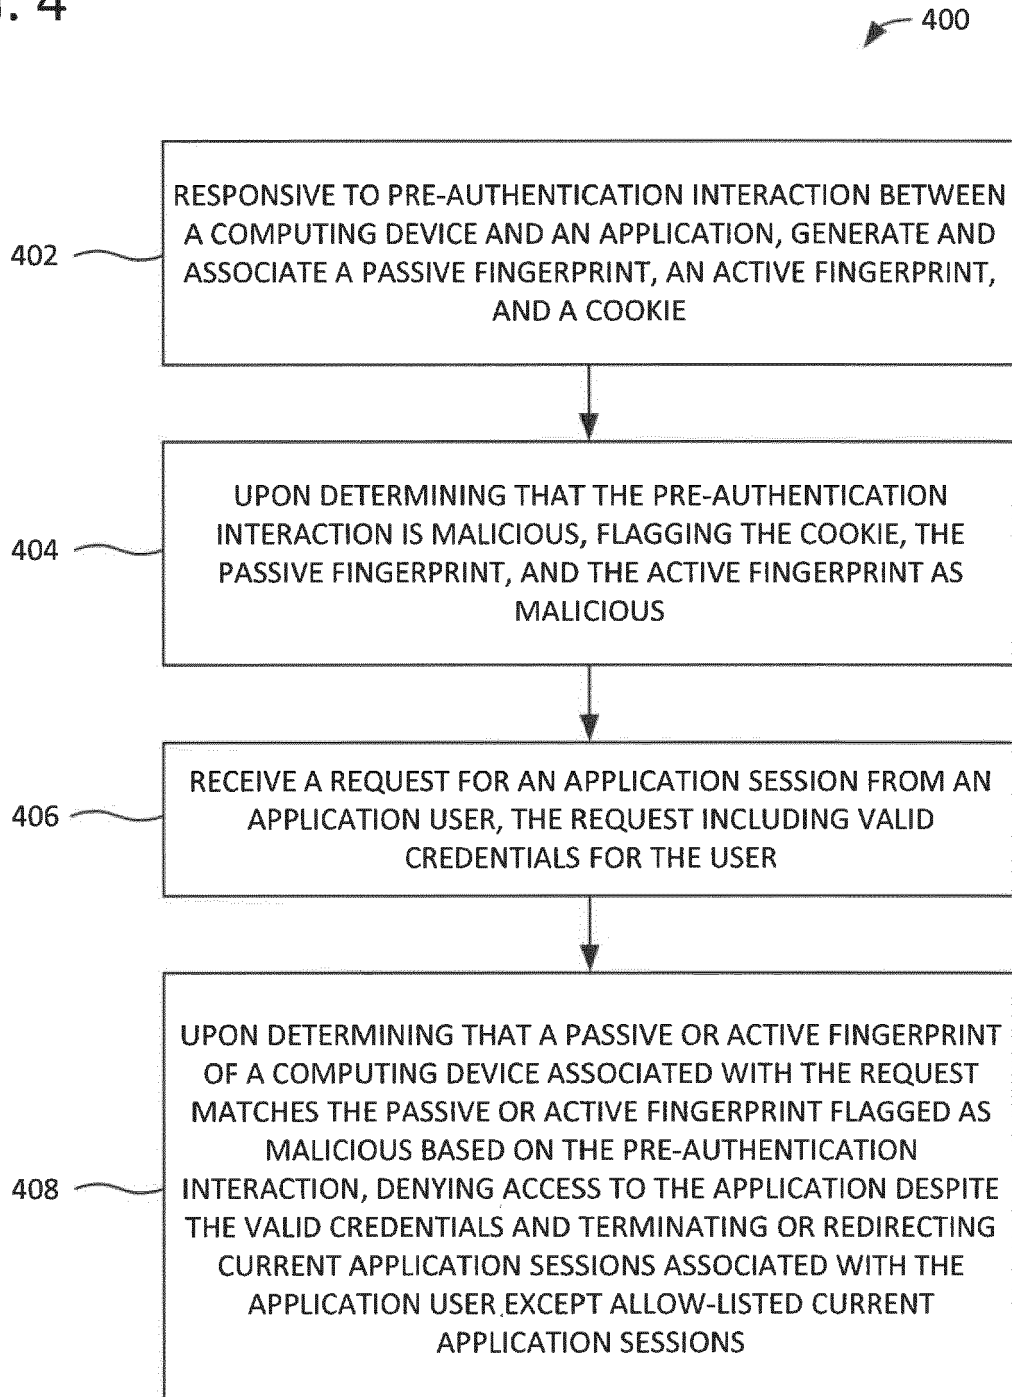 . 4
400
402
RESPONSIVE TO PRE-AUTHENTICATION INTERACTION BETWEEN
A COMPUTING DEVICE AND AN APPLICATION, GENERATE AND
ASSOCIATE A PASSIVE FINGERPRINT, AN ACTIVE FINGERPRINT,
AND A COOKIE
404
UPON DETERMINING THAT THE PRE-AUTHENTICATION
INTERACTION IS MALICIOUS, FLAGGING THE COOKIE, THE
PASSIVE FINGERPRINT, AND THE ACTIVE FINGERPRINT AS
MALICIOUS
406
RECEIVE A REQUEST FOR AN APPLICATION SESSION FROM AN
APPLICATION USER, THE REQUEST INCLUDING VALID
CREDENTIALS FOR THE USER
408
UPON DETERMINING THAT A PASSIVE OR ACTIVE FINGERPRINT
OF A COMPUTING DEVICE ASSOCIATED WITH THE REQUEST
MATCHES THE PASSIVE OR ACTIVE FINGERPRINT FLAGGED AS
MALICIOUS BASED ON THE PRE-AUTHENTICATION
INTERACTION, DENYING ACCESS TO THE APPLICATION DESPITE
THE VALID CREDENTIALS AND TERMINATING OR REDIRECTING
CURRENT APPLICATION SESSIONS ASSOCIATED WITH THE
APPLICATION USER EXCEPT ALLOW-LISTED CURRENT
APPLICATION SESSIONS